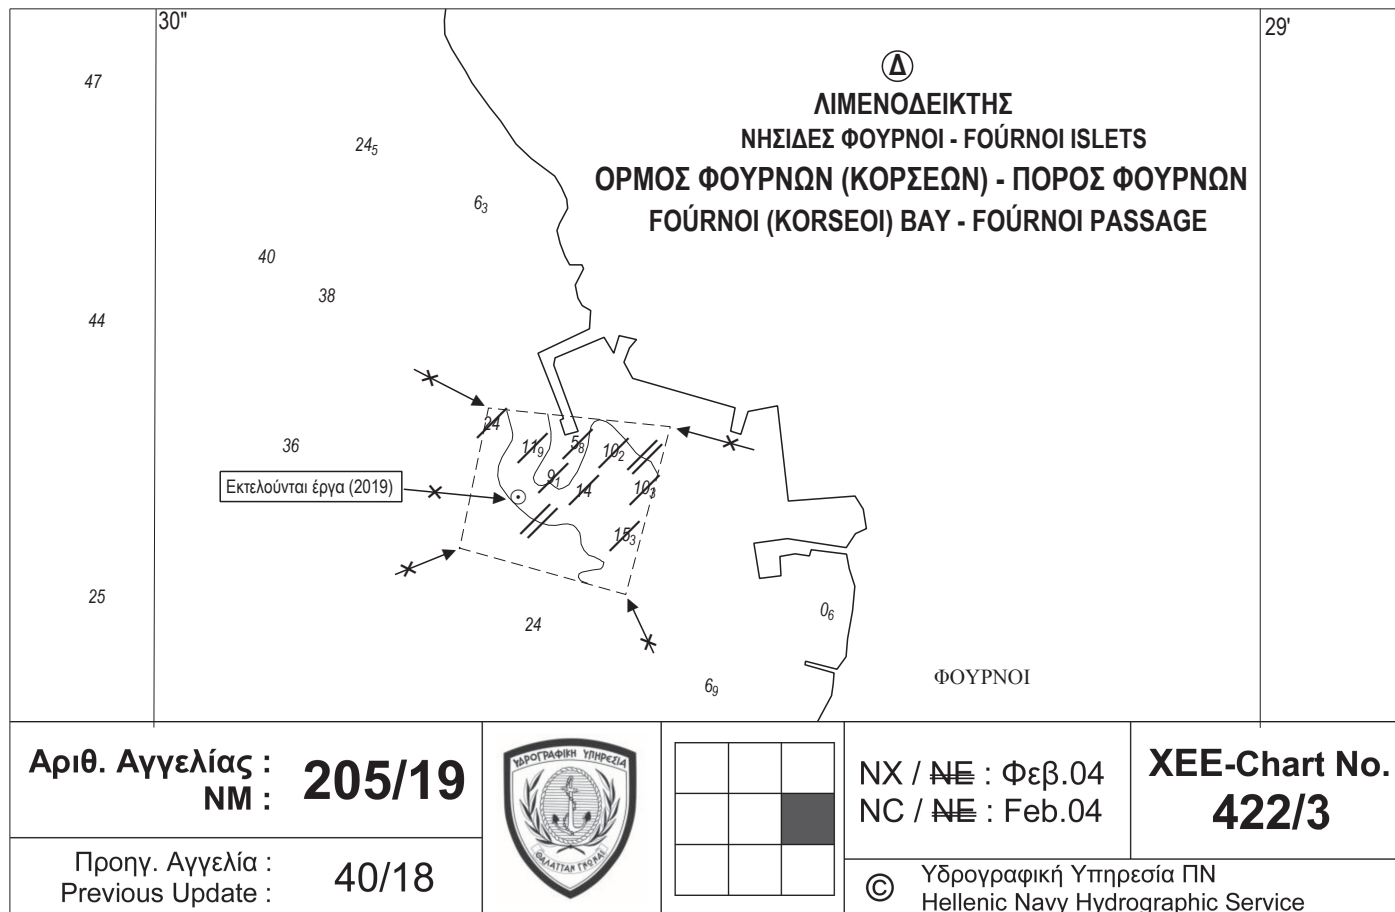 30"
29'
Δ
ΛΙΜΕΝΟΔΕΙΚΤΗΣ
ΝΗΣΙΔΕΣ ΦΟΥΡΝΟΙ - FOÚRNOI ISLETS
ΟΡΜΟΣ ΦΟΥΡΝΩΝ (ΚΟΡΣΕΩΝ) - ΠΟΡΟΣ ΦΟΥΡΝΩΝ
FOÚRNOI (KORSEOI) BAY - FOÚRNOI PASSAGE
47
24₅
6₃
40
38
44
24
11₉
5₈
10₂
36
9₁
14
10₃
Εκτελούνται έργα (2019)
15₃
25
24
0₆
6₉
ΦΟΥΡΝΟΙ
Αριθ. Αγγελίας :
NM :
205/19
Προηγ. Αγγελία :
Previous Update :
40/18
ΥΔΡΟΓΡΑΦΙΚΗ ΥΠΗΡΕΣΙΑ
ΘΑΛΑΤΤΑΝ ΓΝΩΝΑΙ
NX / NE : Φεβ.04
NC / NE : Feb.04
XEE-Chart No.
422/3
© Υδρογραφική Υπηρεσία ΠΝ
Hellenic Navy Hydrographic Service